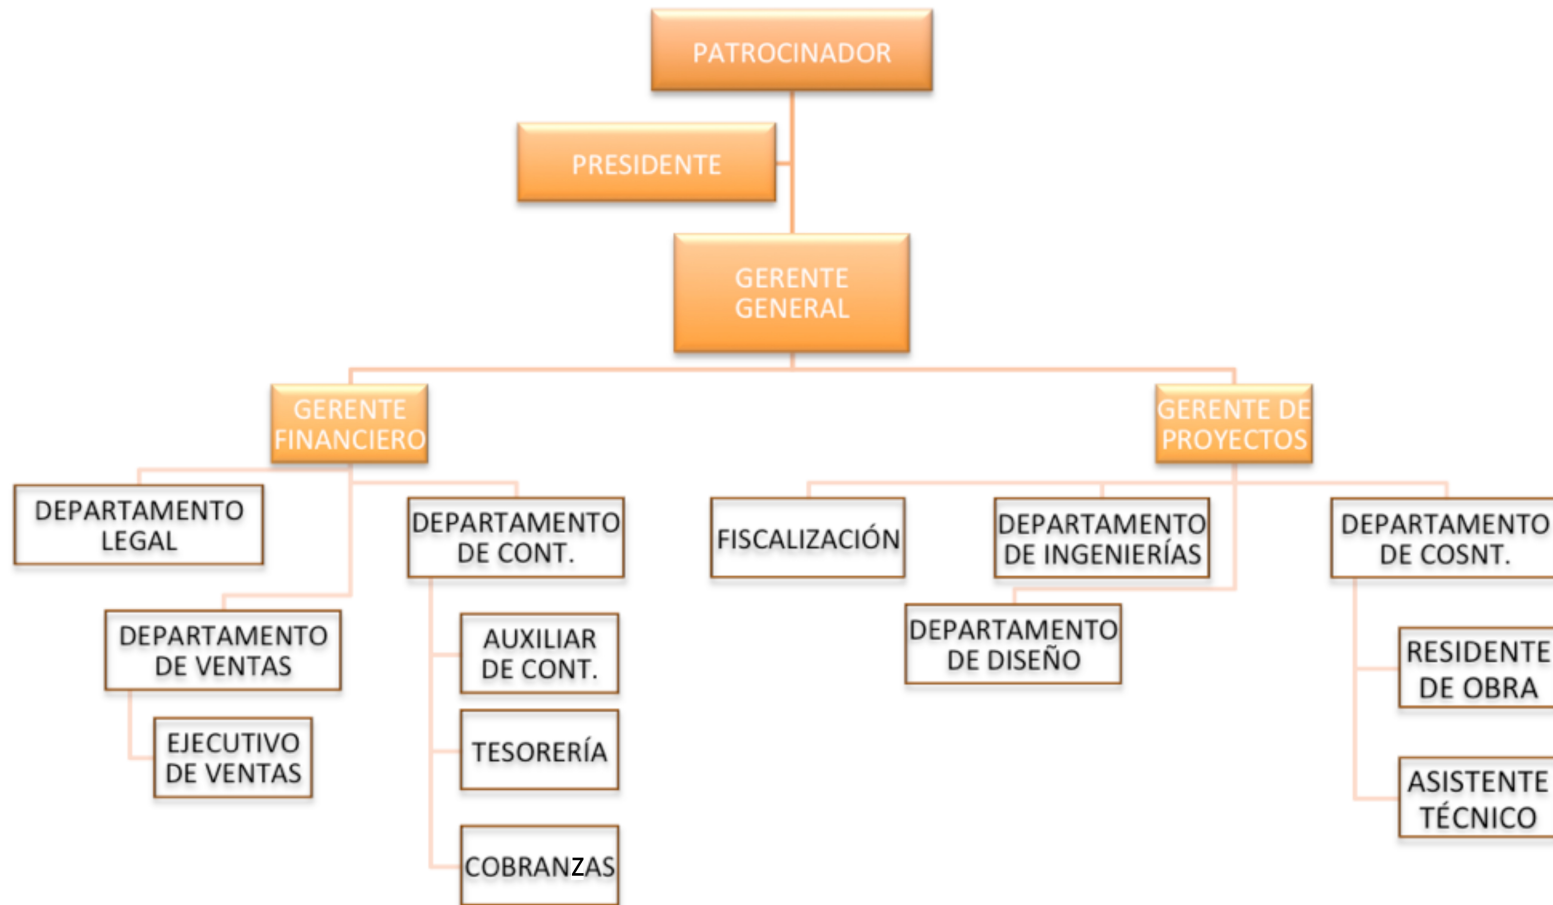 PATROCINADOR
PRESIDENTE
GERENTE
GENERAL
GERENTE
FINANCIERO
GERENTE DE
PROYECTOS
DEPARTAMENTO
LEGAL
DEPARTAMENTO
DE CONT.
FISCALIZACIÓN
DEPARTAMENTO
DE INGENIERÍAS
DEPARTAMENTO
DE COSNT.
DEPARTAMENTO
DE VENTAS
AUXILIAR
DE CONT.
DEPARTAMENTO
DE DISEÑO
RESIDENTE
DE OBRA
EJECUTIVO
DE VENTAS
TESORERÍA
ASISTENTE
TÉCNICO
COBRANZAS